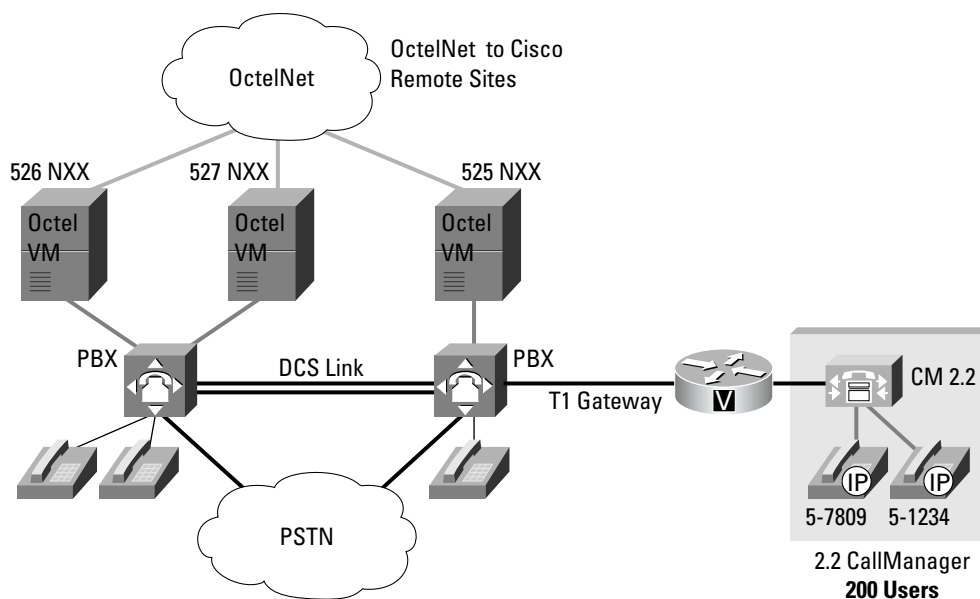 OctelNet
OctelNet to Cisco
Remote Sites
526 NXX
527 NXX
525 NXX
Octel
VM
Octel
VM
Octel
VM
PBX
DCS Link
PBX
T1 Gateway
V
CM 2.2
IP
IP
5-7809
5-1234
PSTN
2.2 CallManager
200 Users